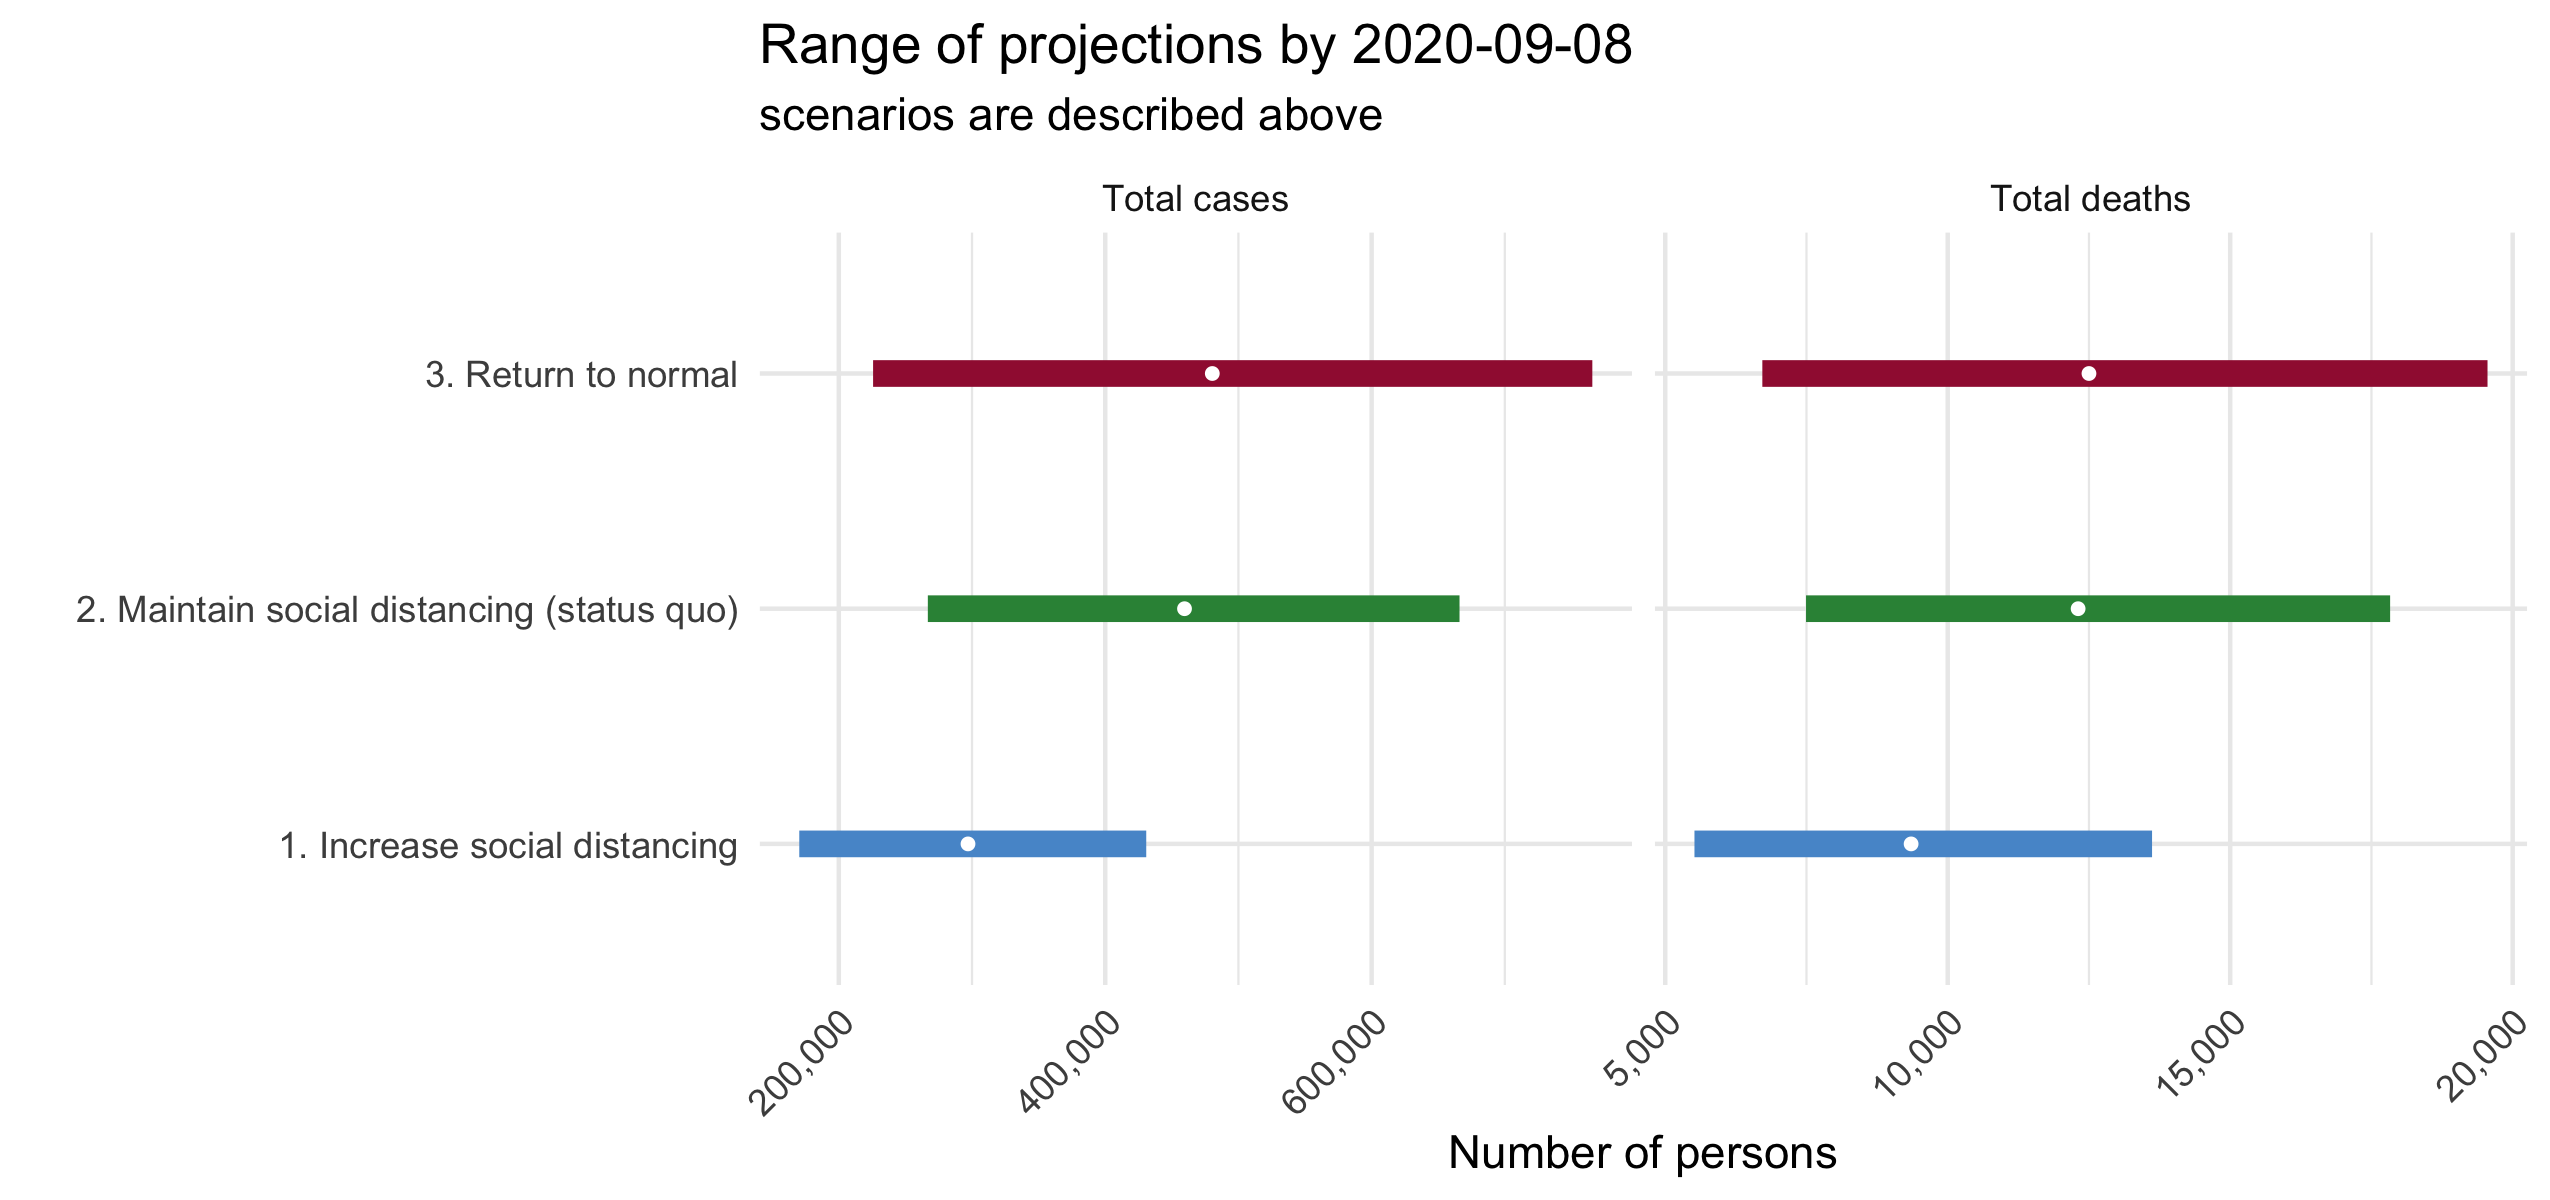 Range of projections by 2020-09-08
scenarios are described above
Total cases
Total deaths
3. Return to normal
2. Maintain social distancing (status quo)
1. Increase social distancing
200,000
400,000
600,000
5,000
10,000
15,000
20,000
Number of persons